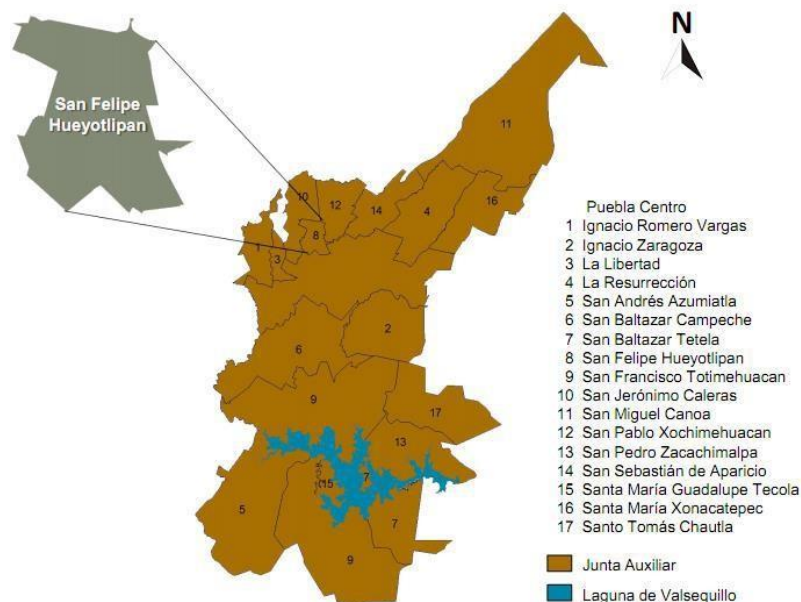 San Felipe
Hueyotlipan
N
11
10
12
14
4
16
8
1
3
2
6
9
17
13
15
7
5
7
9
Puebla Centro
1 Ignacio Romero Vargas
2 Ignacio Zaragoza
3 La Libertad
4 La Resurrección
5 San Andrés Azumiatla
6 San Baltazar Campeche
7 San Baltazar Tetela
8 San Felipe Hueyotlipan
9 San Francisco Totimehuacan
10 San Jerónimo Caleras
11 San Miguel Canoa
12 San Pablo Xochimehuacan
13 San Pedro Zacachimalpa
14 San Sebastián de Aparicio
15 Santa María Guadalupe Tecola
16 Santa María Xonacatepec
17 Santo Tomás Chautla
Junta Auxiliar
Laguna de Valsequillo